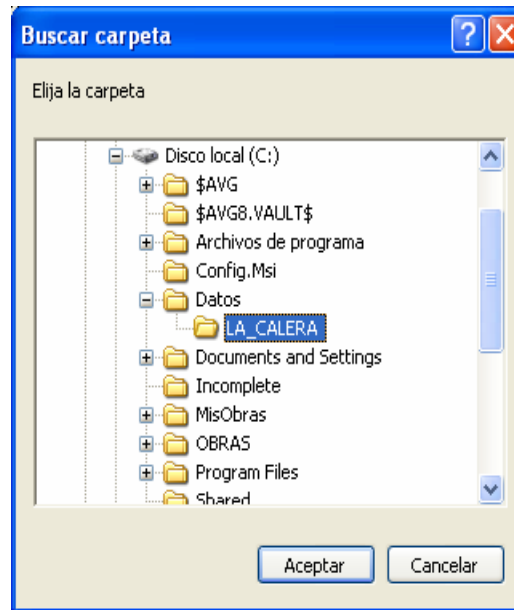 Buscar carpeta
Elija la carpeta
Disco local (C:)
$AVG
$AVG8.VAULT$
Archivos de programa
Config.Msi
Datos
LA_CALERA
Documents and Settings
Incomplete
MisObras
OBRAS
Program Files
Shared
Aceptar Cancelar